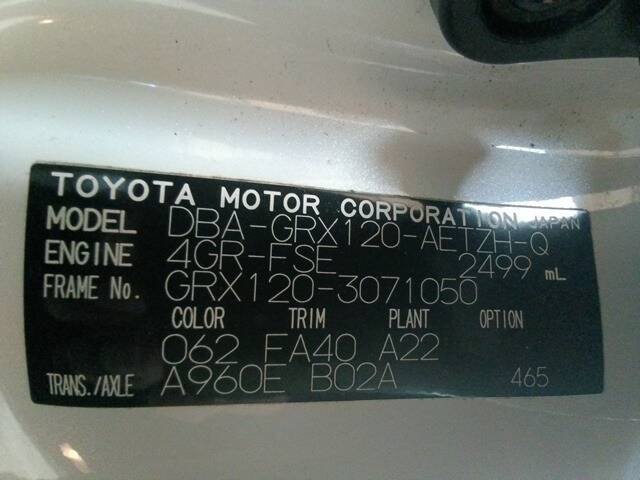 TOYOTA MOTOR CORPORATION JAPAN
MODEL DBA-GRX120-AETZH-Q
ENGINE 4GR-FSE 2499 mL
FRAME No. GRX120-3071050
COLOR TRIM PLANT OPTION
062 FA40 A22
TRANS./AXLE A960E B02A 465